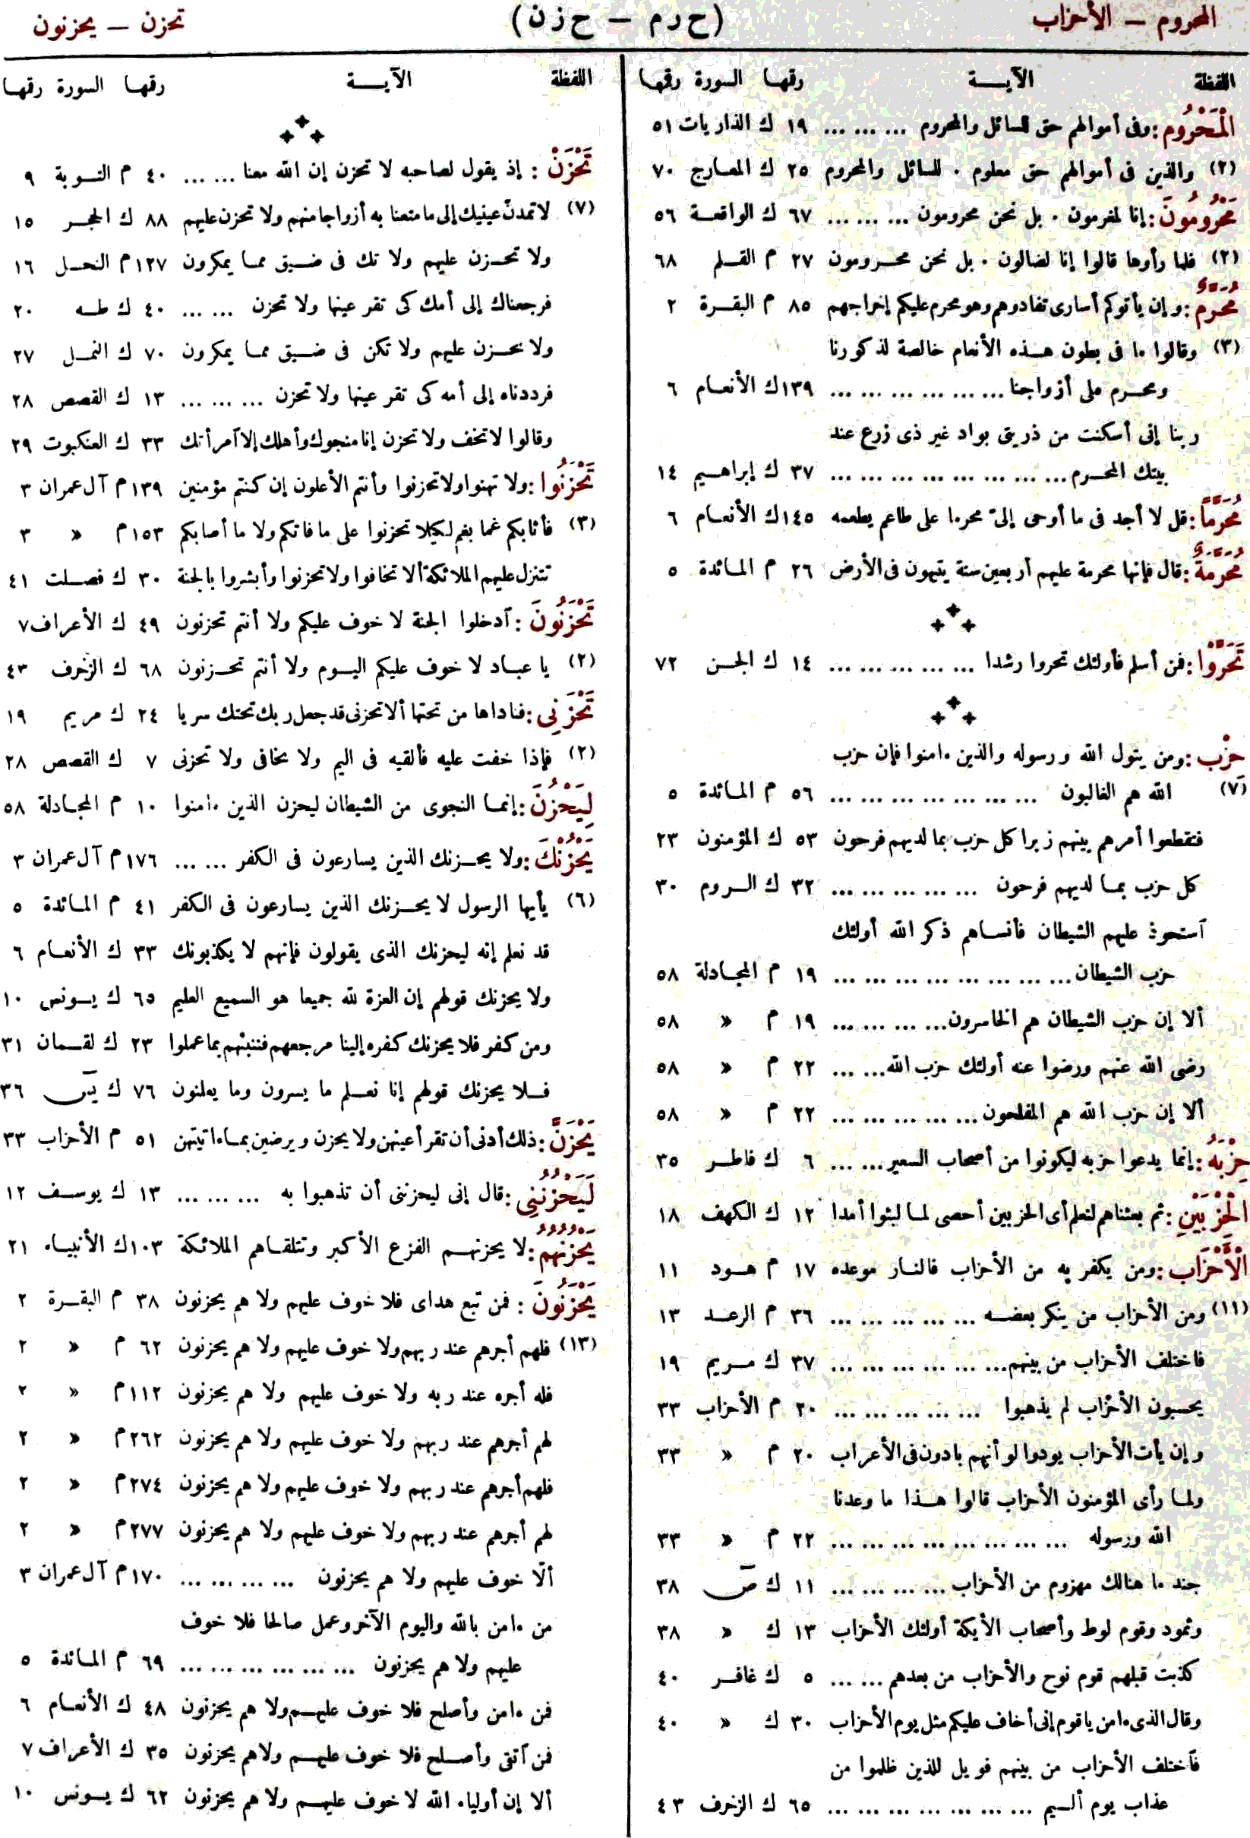 المحروم – الأحزاب
(ح ر م – ح ز ن)
تحزن – يحزنون
اللفظة الآيـــة رقمها السورة رقمها
الْمَحْرُوم : وفى أموالهم حق للسائل والمحروم ... ... ... ١٩ ك الذاريات ٥١
(٢) والذين فى أموالهم حق معلوم . للسائل والمحروم ٢٥ ك المعارج ٧٠
مَحْرُومُونَ : إنا لمغرمون . بل نحن محرومون ... ... ... ٦٧ ك الواقعة ٥٦
(٢) فلما رأوها قالوا إنا لضالون . بل نحن محرومون ٢٧ م القلم ٦٨
مُحَرَّمٌ : وإن يأتوكم أسارى تفادوهم وهو محرم عليكم إخراجهم ٨٥ م البقرة ٢
(٣) وقالوا ما فى بطون هذه الأنعام خالصة لذكورنا
ومحرم على أزواجنا ... ... ... ... ... ... ١٣٩ ك الأنعام ٦
ربنا إنى أسكنت من ذريتى بواد غير ذى زرع عند
بيتك المحرم ... ... ... ... ... ... ... ... ٣٧ ك إبراهيم ١٤
مُحَرَّمًا : قل لا أجد فى ما أوحى إلىّ محرما على طاعم يطعمه ١٤٥ ك الأنعام ٦
مُحَرَّمَةٌ : قال فإنها محرمة عليهم أربعين سنة يتيهون فى الأرض ٢٦ م المائدة ٥
تَحَرَّوْا : فمن أسلم فأولئك تحروا رشدا ... ... ... ... ... ١٤ ك الجن ٧٢
حِزْب : ومن يتول الله ورسوله والذين ءامنوا فإن حزب
(٧) الله هم الغالبون ... ... ... ... ... ... ... ٥٦ م المائدة ٥
فتقطعوا أمرهم بينهم زبرا كل حزب بما لديهم فرحون ٥٣ ك المؤمنون ٢٣
كل حزب بما لديهم فرحون ... ... ... ... ... ٣٢ ك الروم ٣٠
آستحوذ عليهم الشيطان فأنساهم ذكر الله أولئك
حزب الشيطان ... ... ... ... ... ... ... ... ١٩ م المجادلة ٥٨
ألا إن حزب الشيطان هم الخاسرون ... ... ... ... ١٩ م » ٥٨
رضى الله عنهم ورضوا عنه أولئك حزب الله ... ... ٢٢ م » ٥٨
ألا إن حزب الله هم المفلحون ... ... ... ... ... ٢٢ م » ٥٨
حِزْبَهُ : إنما يدعوا حزبه ليكونوا من أصحاب السعير ... ... ٦ ك فاطر ٣٥
الْحِزْبَيْنِ : ثم بعثناهم لنعلم أى الحزبين أحصى لما لبثوا أمدا ١٢ ك الكهف ١٨
الْأَحْزَاب : ومن يكفر به من الأحزاب فالنار موعده ١٧ م هود ١١
(١١) ومن الأحزاب من ينكر بعضه ... ... ... ... ... ٣٦ م الرعد ١٣
فاختلف الأحزاب من بينهم ... ... ... ... ... ... ٣٧ ك مريم ١٩
يحسبون الأحزاب لم يذهبوا ... ... ... ... ... ٢٠ م الأحزاب ٣٣
وإن يأت الأحزاب يودوا لو أنهم بادون فى الأعراب ٢٠ م » ٣٣
ولما رأى المؤمنون الأحزاب قالوا هذا ما وعدنا
الله ورسوله ... ... ... ... ... ... ... ... ٢٢ م » ٣٣
جند ما هنالك مهزوم من الأحزاب ... ... ... ... ١١ ك صٓ ٣٨
وثمود وقوم لوط وأصحاب الأيكة أولئك الأحزاب ١٣ ك » ٣٨
كذبت قبلهم قوم نوح والأحزاب من بعدهم ... ... ٥ ك غافر ٤٠
وقال الذى ءامن ياقوم إنى أخاف عليكم مثل يوم الأحزاب ٣٠ ك » ٤٠
فآختلف الأحزاب من بينهم فويل للذين ظلموا من
عذاب يوم أليم ... ... ... ... ... ... ... ٦٥ ك الزخرف ٤٣
اللفظة الآيـــة رقمها السورة رقمها
تَحْزَنْ : إذ يقول لصاحبه لا تحزن إن الله معنا ... ... ٤٠ م التوبة ٩
(٧) لا تمدنّ عينيك إلى ما متعنا به أزواجا منهم ولا تحزن عليهم ٨٨ ك الحجر ١٥
ولا تحزن عليهم ولا تك فى ضيق مما يمكرون ١٢٧ م النحل ١٦
فرجعناك إلى أمك كى تقر عينها ولا تحزن ... ... ٤٠ ك طه ٢٠
ولا تحزن عليهم ولا تكن فى ضيق مما يمكرون ٧٠ ك النمل ٢٧
فرددناه إلى أمه كى تقر عينها ولا تحزن ... ... ... ١٣ ك القصص ٢٨
وقالوا لا تخف ولا تحزن إنا منجوك وأهلك إلا آمرأتك ٣٣ ك العنكبوت ٢٩
تَحْزَنُوا : ولا تهنوا ولا تحزنوا وأنتم الأعلون إن كنتم مؤمنين ١٣٩ م آل عمران ٣
(٣) فأثابكم غما بغم لكيلا تحزنوا على ما فاتكم ولا ما أصابكم ١٥٣ م » ٣
تتنزل عليهم الملائكة ألا تخافوا ولا تحزنوا وأبشروا بالجنة ٣٠ ك فصلت ٤١
تَحْزَنُونَ : آدخلوا الجنة لا خوف عليكم ولا أنتم تحزنون ٤٩ ك الأعراف ٧
(٢) يا عباد لا خوف عليكم اليوم ولا أنتم تحزنون ٦٨ ك الزخرف ٤٣
تَحْزَنِى : فناداها من تحتها ألا تحزنى قد جعل ربك تحتك سريا ٢٤ ك مريم ١٩
(٢) فإذا خفت عليه فألقيه فى اليم ولا تخافى ولا تحزنى ٧ ك القصص ٢٨
لِيَحْزُنَ : إنما النجوى من الشيطان ليحزن الذين ءامنوا ١٠ م المجادلة ٥٨
يَحْزُنْكَ : ولا يحزنك الذين يسارعون فى الكفر ... ... ١٧٦ م آل عمران ٣
(٦) يأيها الرسول لا يحزنك الذين يسارعون فى الكفر ٤١ م المائدة ٥
قد نعلم إنه ليحزنك الذى يقولون فإنهم لا يكذبونك ٣٣ ك الأنعام ٦
ولا يحزنك قولهم إن العزة لله جميعا هو السميع العليم ٦٥ ك يونس ١٠
ومن كفر فلا يحزنك كفره إلينا مرجعهم فننبئهم بما عملوا ٢٣ ك لقمان ٣١
فلا يحزنك قولهم إنا نعلم ما يسرون وما يعلنون ٧٦ ك يسٓ ٣٦
يَحْزَنَّ : ذلك أدنى أن تقر أعينهن ولا يحزن ويرضين بما ءاتيتهن ٥١ م الأحزاب ٣٣
لَيَحْزُنُنِى : قال إنى ليحزننى أن تذهبوا به ... ... ... ١٣ ك يوسف ١٢
يَحْزُنُهُمُ : لا يحزنهم الفزع الأكبر وتتلقاهم الملائكة ١٠٣ ك الأنبياء ٢١
يَحْزَنُونَ : فمن تبع هداى فلا خوف عليهم ولا هم يحزنون ٣٨ م البقرة ٢
(١٣) فلهم أجرهم عند ربهم ولا خوف عليهم ولا هم يحزنون ٦٢ م » ٢
فله أجره عند ربه ولا خوف عليهم ولا هم يحزنون ١١٢ م » ٢
لهم أجرهم عند ربهم ولا خوف عليهم ولا هم يحزنون ٢٦٢ م » ٢
فلهم أجرهم عند ربهم ولا خوف عليهم ولا هم يحزنون ٢٧٤ م » ٢
لهم أجرهم عند ربهم ولا خوف عليهم ولا هم يحزنون ٢٧٧ م » ٢
ألّا خوف عليهم ولا هم يحزنون ... ... ... ... ١٧٠ م آل عمران ٣
من ءامن بالله واليوم الآخر وعمل صالحا فلا خوف
عليهم ولا هم يحزنون ... ... ... ... ... ... ٦٩ م المائدة ٥
فمن ءامن وأصلح فلا خوف عليهم ولا هم يحزنون ٤٨ ك الأنعام ٦
فمن آتقى وأصلح فلا خوف عليهم ولا هم يحزنون ٣٥ ك الأعراف ٧
ألا إن أولياء الله لا خوف عليهم ولا هم يحزنون ٦٢ ك يونس ١٠